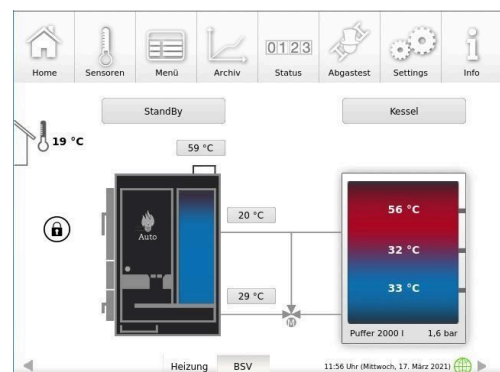 0123
Home Sensoren Menü Archiv Status Abgastest Settings Info
StandBy Kessel
19 °C
59 °C
56 °C
20 °C
Auto
32 °C
33 °C
29 °C
M
Puffer 2000 l 1,6 bar
Heizung BSV 11:56 Uhr (Mittwoch, 17. März 2021)